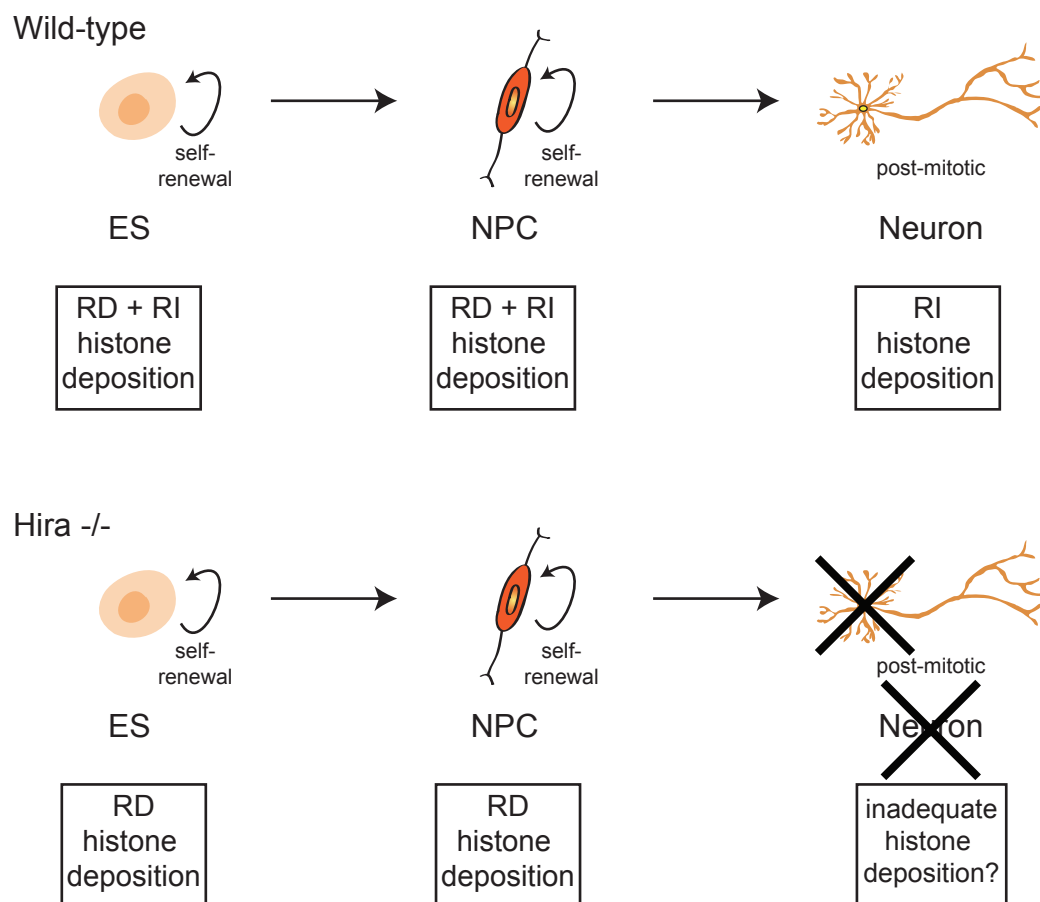 Wild-type
self-
renewal
self-
renewal
post-mitotic
ES
NPC
Neuron
RD + RI
histone
deposition
RD + RI
histone
deposition
RI
histone
deposition
Hira -/-
self-
renewal
self-
renewal
post-mitotic
ES
NPC
Neuron
RD
histone
deposition
RD
histone
deposition
inadequate
histone
deposition?